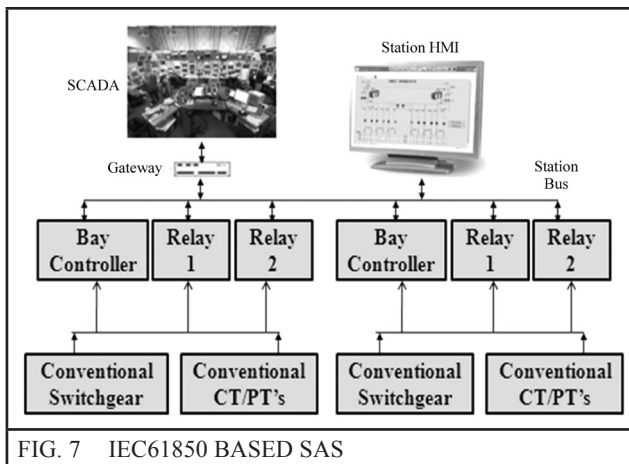 Station HMI
SCADA
Gateway
Station
Bus
Bay
Controller
Relay
1
Relay
2
Bay
Controller
Relay
1
Relay
2
Conventional
Switchgear
Conventional
CT/PT's
Conventional
Switchgear
Conventional
CT/PT's
FIG. 7 IEC61850 BASED SAS